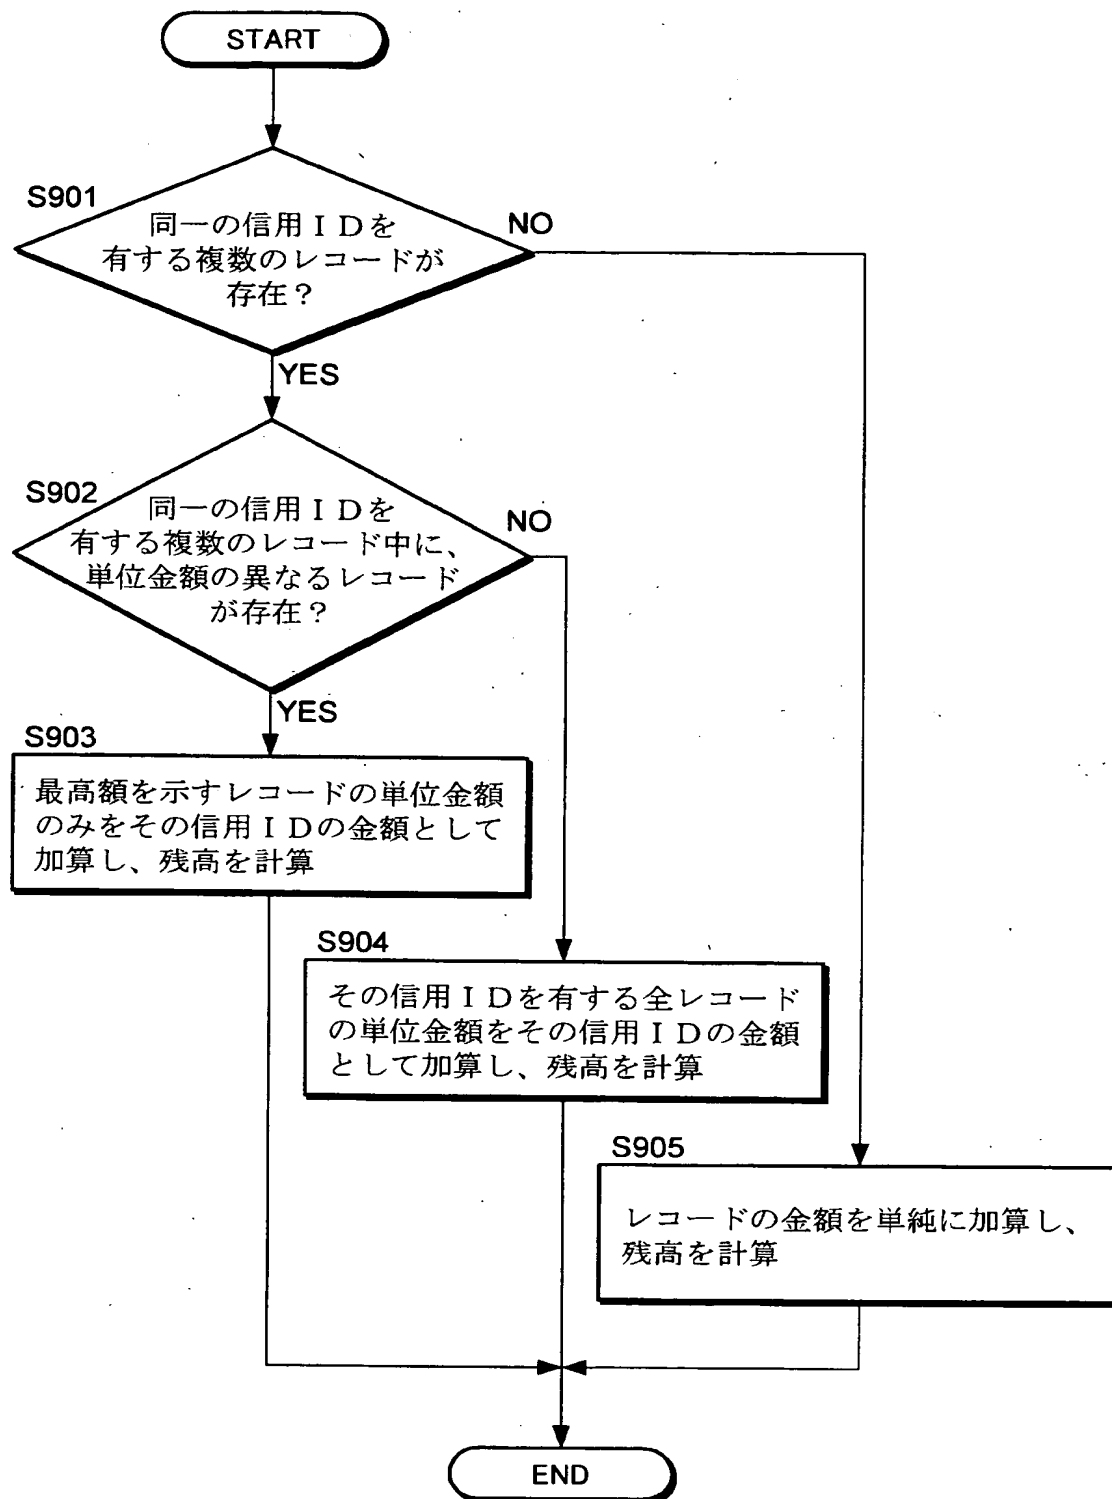 START
S901
同一の信用ＩＤを
有する複数のレコードが
存在？
NO
YES
S902
同一の信用ＩＤを
有する複数のレコード中に、
単位金額の異なるレコード
が存在？
NO
YES
S903
最高額を示すレコードの単位金額
のみをその信用ＩＤの金額として
加算し、残高を計算
S904
その信用ＩＤを有する全レコード
の単位金額をその信用ＩＤの金額
として加算し、残高を計算
S905
レコードの金額を単純に加算し、
残高を計算
END